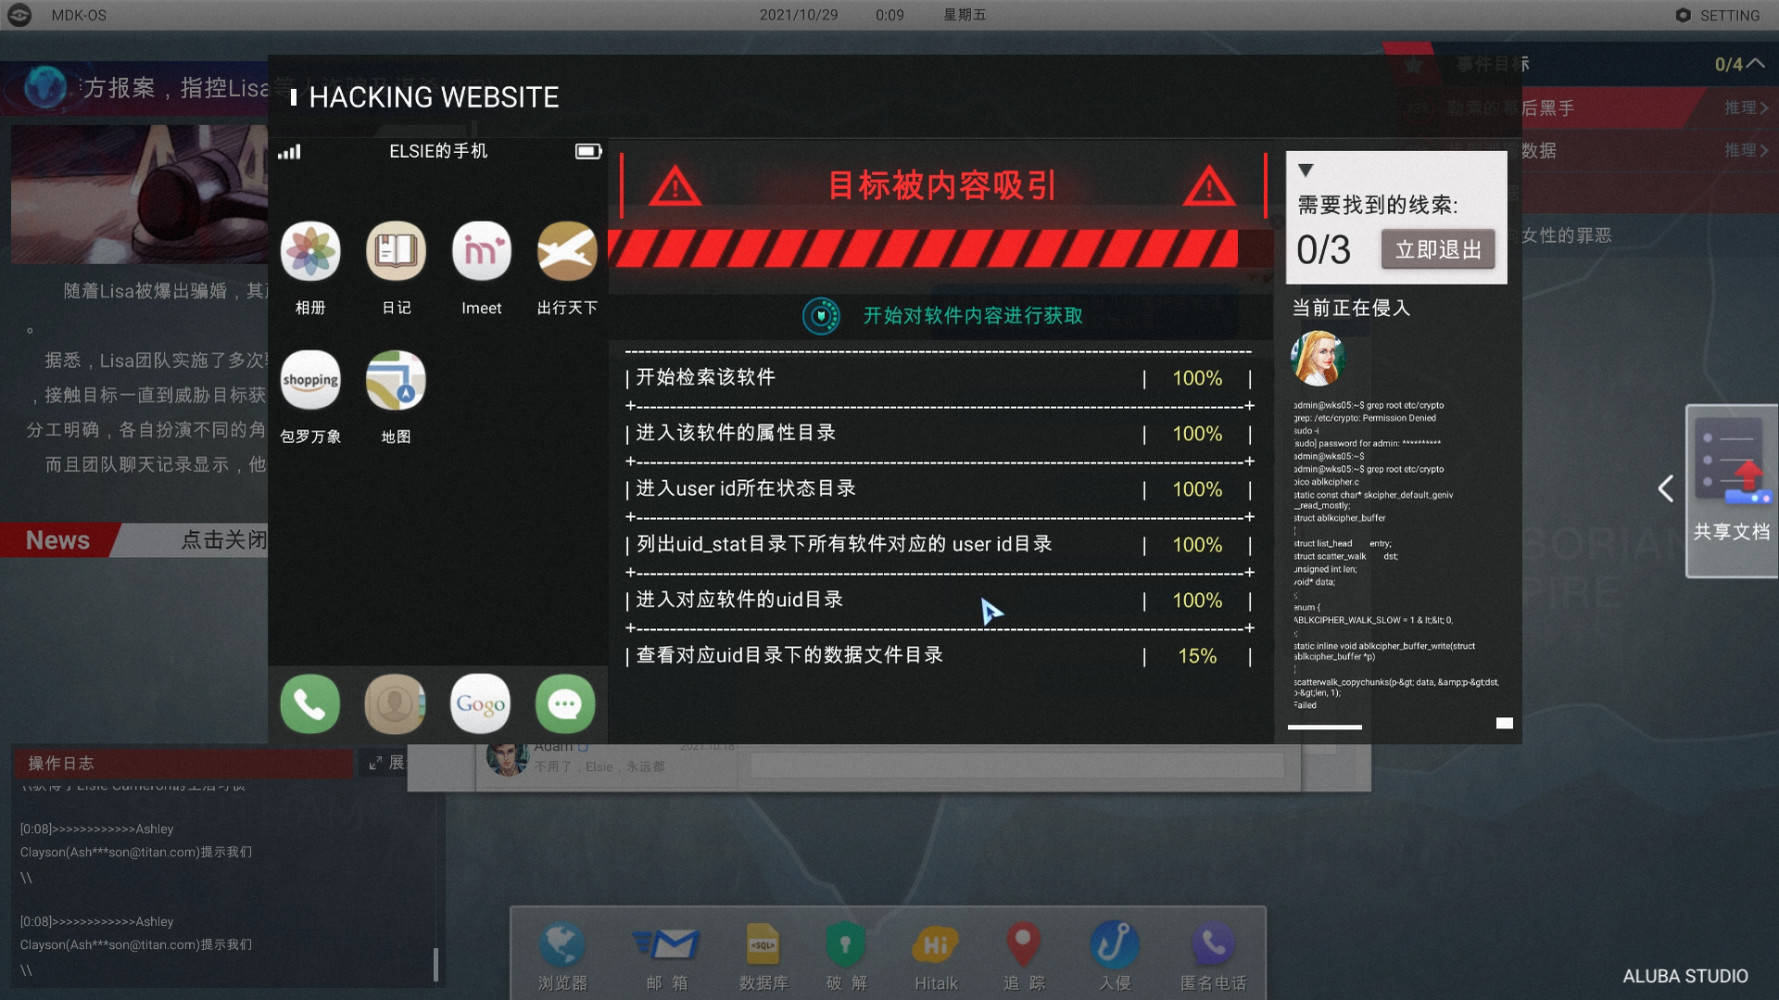 MDK-OS
2021/10/29
0:09
星期五
SETTING
方报案，指控Lisa
随着Lisa被爆出骗婚，其
。
据悉，Lisa团队实施了多次
，接触目标一直到威胁目标获
分工明确，各自扮演不同的角
而且团队聊天记录显示，他
News
点击关闭
HACKING WEBSITE
ELSIE的手机
相册
日记
im
Imeet
出行天下
shopping
包罗万象
地图
Gogo
目标被内容吸引
开始对软件内容进行获取
开始检索该软件 | 100% |
进入该软件的属性目录 | 100% |
进入user id所在状态目录 | 100% |
列出uid_stat目录下所有软件对应的 user id目录 | 100% |
进入对应软件的uid目录 | 100% |
查看对应uid目录下的数据文件目录 | 15% |
需要找到的线索:
0/3
立即退出
当前正在侵入
admin@wks05:~$ grep root etc/crypto
grep: /etc/crypto: Permission Denied
sudo -i
[sudo] password for admin: **********
admin@wks05:~$
admin@wks05:~$ grep root etc/crypto
pico ablkcipher.c
static const char* skcipher_default_geniv
__read_mostly;
struct ablkcipher_buffer
struct list_head entry;
struct scatter_walk dst;
unsigned int len;
void* data;
enum {
ABLKCIPHER_WALK_SLOW = 1 & lt;&lt; 0,
static inline void ablkcipher_buffer_write(struct
ablkcipher_buffer *p)
scatterwalk_copychunks(p-&gt; data, &amp;p-&gt;dst,
p-&gt;len, 1);
Failed
事件目标
0/4
后黑手
推理
数据
推理
女性的罪恶
共享文档
操作日志
展
[0:08]>>>>>>>>>>>>Ashley
Clayson(Ash***son@titan.com)提示我们
\\
[0:08]>>>>>>>>>>>>Ashley
Clayson(Ash***son@titan.com)提示我们
\\
Adam
2021.10.18
不用了，Elsie，永远都
浏览器
邮 箱
<SQL>
数据库
破 解
Hi
Hitalk
追 踪
入侵
匿名电话
ALUBA STUDIO